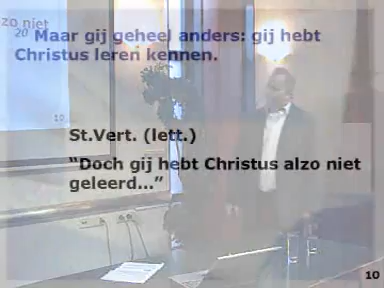 zo niet
20 Maar gij geheel anders: gij hebt
Christus leren kennen.
10
St.Vert. (lett.)
“Doch gij hebt Christus alzo niet
geleerd...”
10